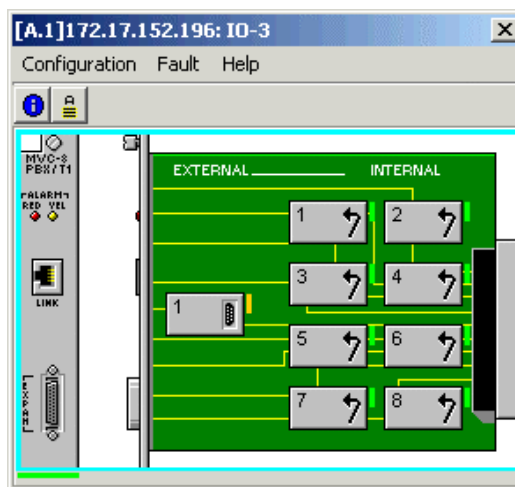 [A.1]172.17.152.196: IO-3
Configuration Fault Help
MVC-8
PBX/T1
ALARM
RED YEL
LINK
EXPAN
EXTERNAL INTERNAL
1 2
3 4
1
5 6
7 8